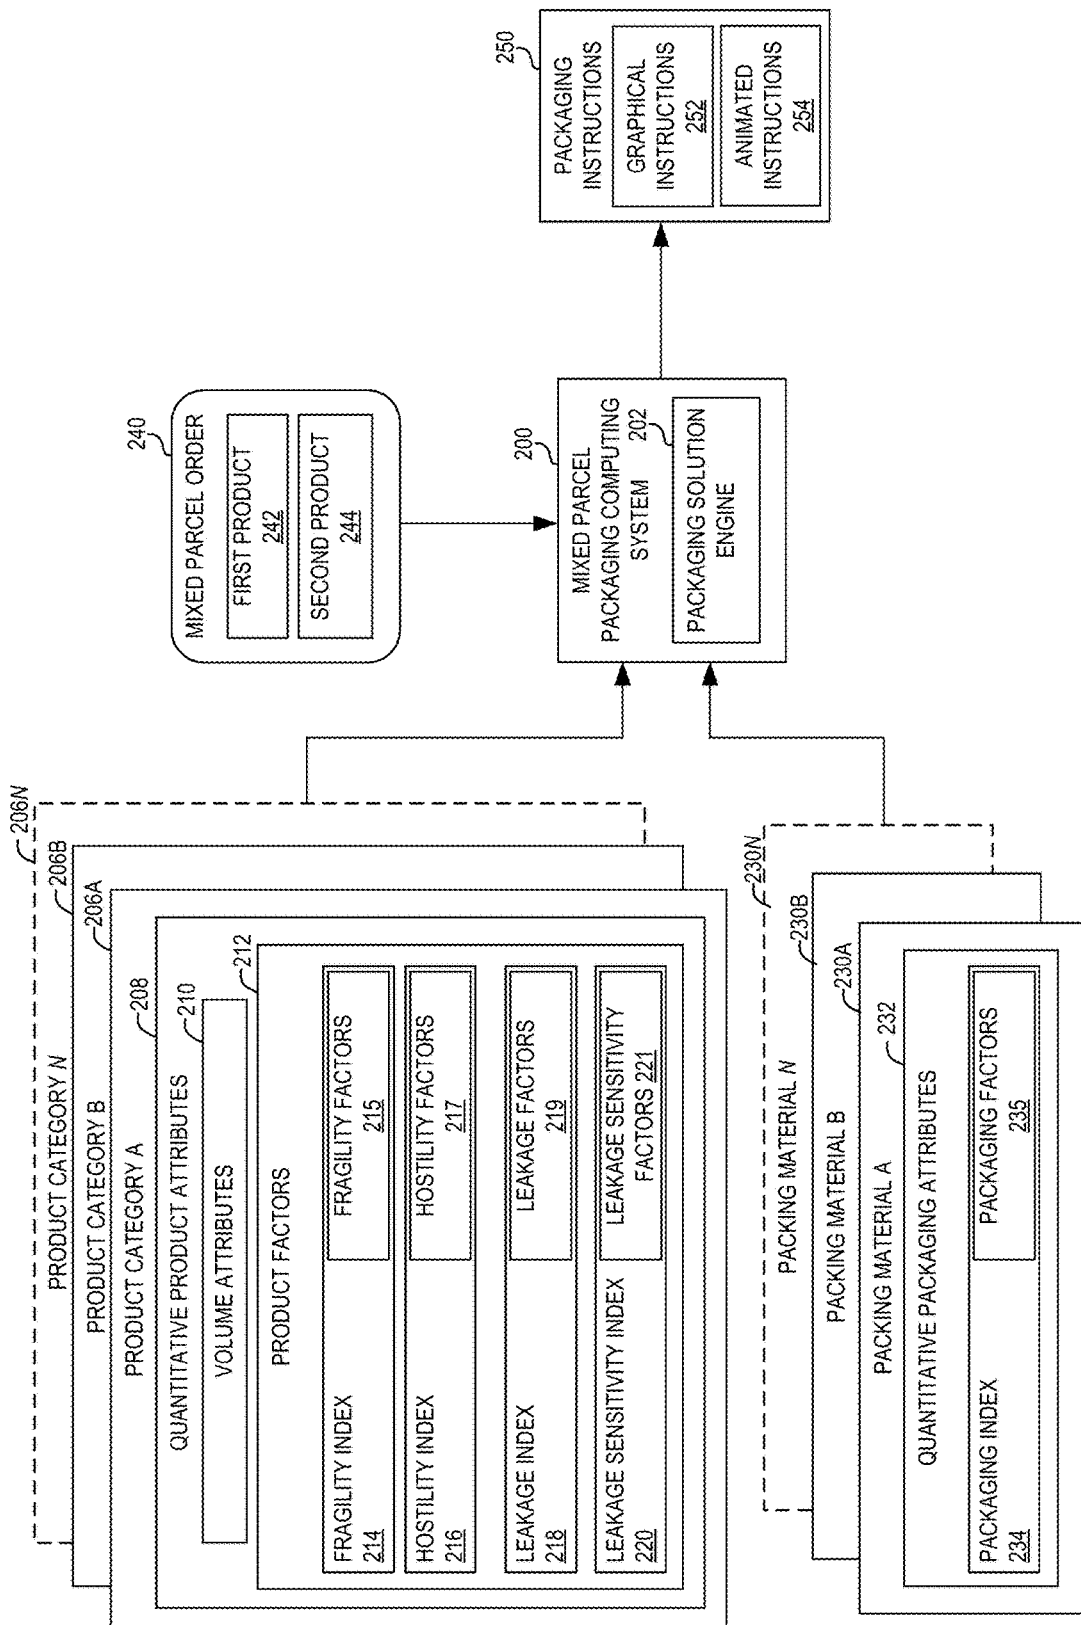 206N
PRODUCT CATEGORY N
206B
PRODUCT CATEGORY B
206A
PRODUCT CATEGORY A
208
QUANTITATIVE PRODUCT ATTRIBUTES
210
VOLUME ATTRIBUTES
212
PRODUCT FACTORS
FRAGILITY INDEX
214
FRAGILITY FACTORS
215
HOSTILITY INDEX
216
HOSTILITY FACTORS
217
LEAKAGE INDEX
218
LEAKAGE FACTORS
219
LEAKAGE SENSITIVITY INDEX
220
LEAKAGE SENSITIVITY
FACTORS 221
230N
PACKING MATERIAL N
230B
PACKING MATERIAL B
230A
PACKING MATERIAL A
232
QUANTITATIVE PACKAGING ATTRIBUTES
PACKAGING INDEX
234
PACKAGING FACTORS
235
240
MIXED PARCEL ORDER
FIRST PRODUCT
242
SECOND PRODUCT
244
200
MIXED PARCEL
PACKAGING COMPUTING
SYSTEM
202
PACKAGING SOLUTION
ENGINE
250
PACKAGING
INSTRUCTIONS
GRAPHICAL
INSTRUCTIONS
252
ANIMATED
INSTRUCTIONS
254